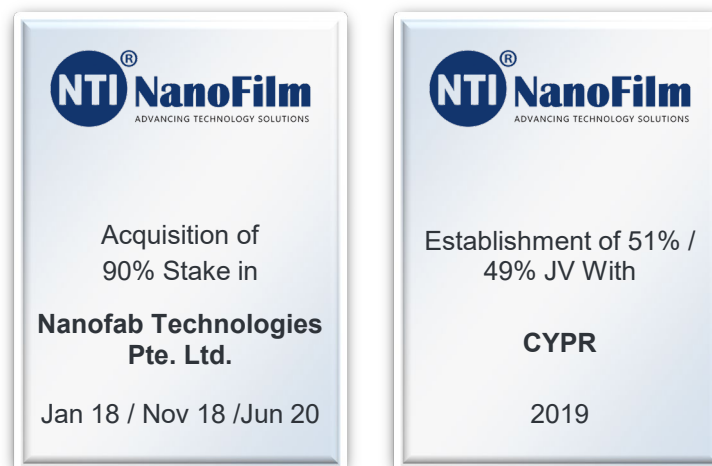 NTI ®
NanoFilm
ADVANCING TECHNOLOGY SOLUTIONS
Acquisition of
90% Stake in
Nanofab Technologies
Pte. Ltd.
Jan 18 / Nov 18 /Jun 20
NTI ®
NanoFilm
ADVANCING TECHNOLOGY SOLUTIONS
Establishment of 51% /
49% JV With
CYPR
2019